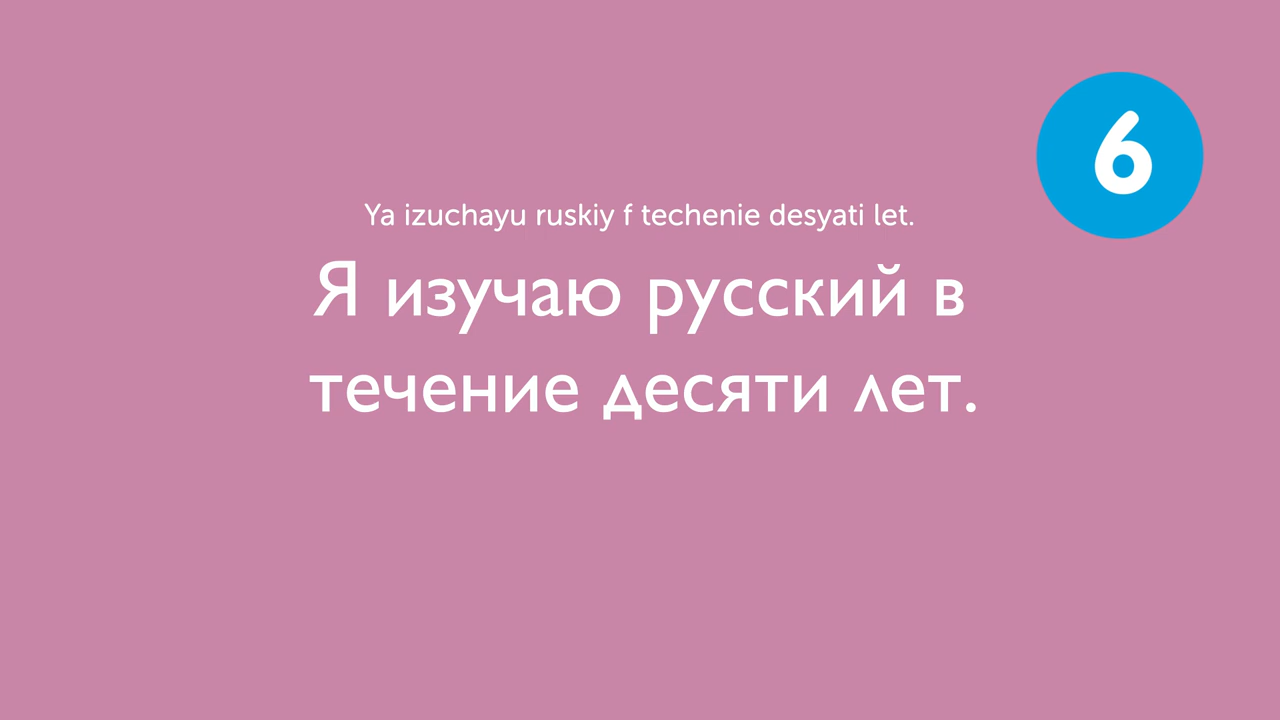 6
Ya izuchayu ruskiy f techenie desyati let.
Я изучаю русский в
течение десяти лет.